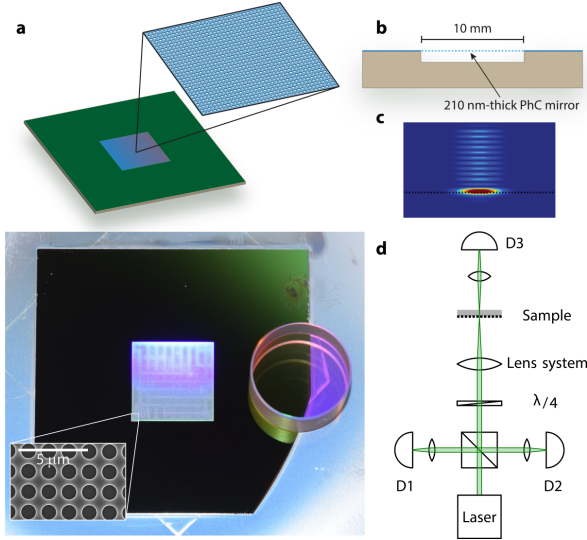 a
b
10 mm
210 nm-thick PhC mirror
c
d
D3
Sample
Lens system
λ/4
5 μm
D1
D2
Laser